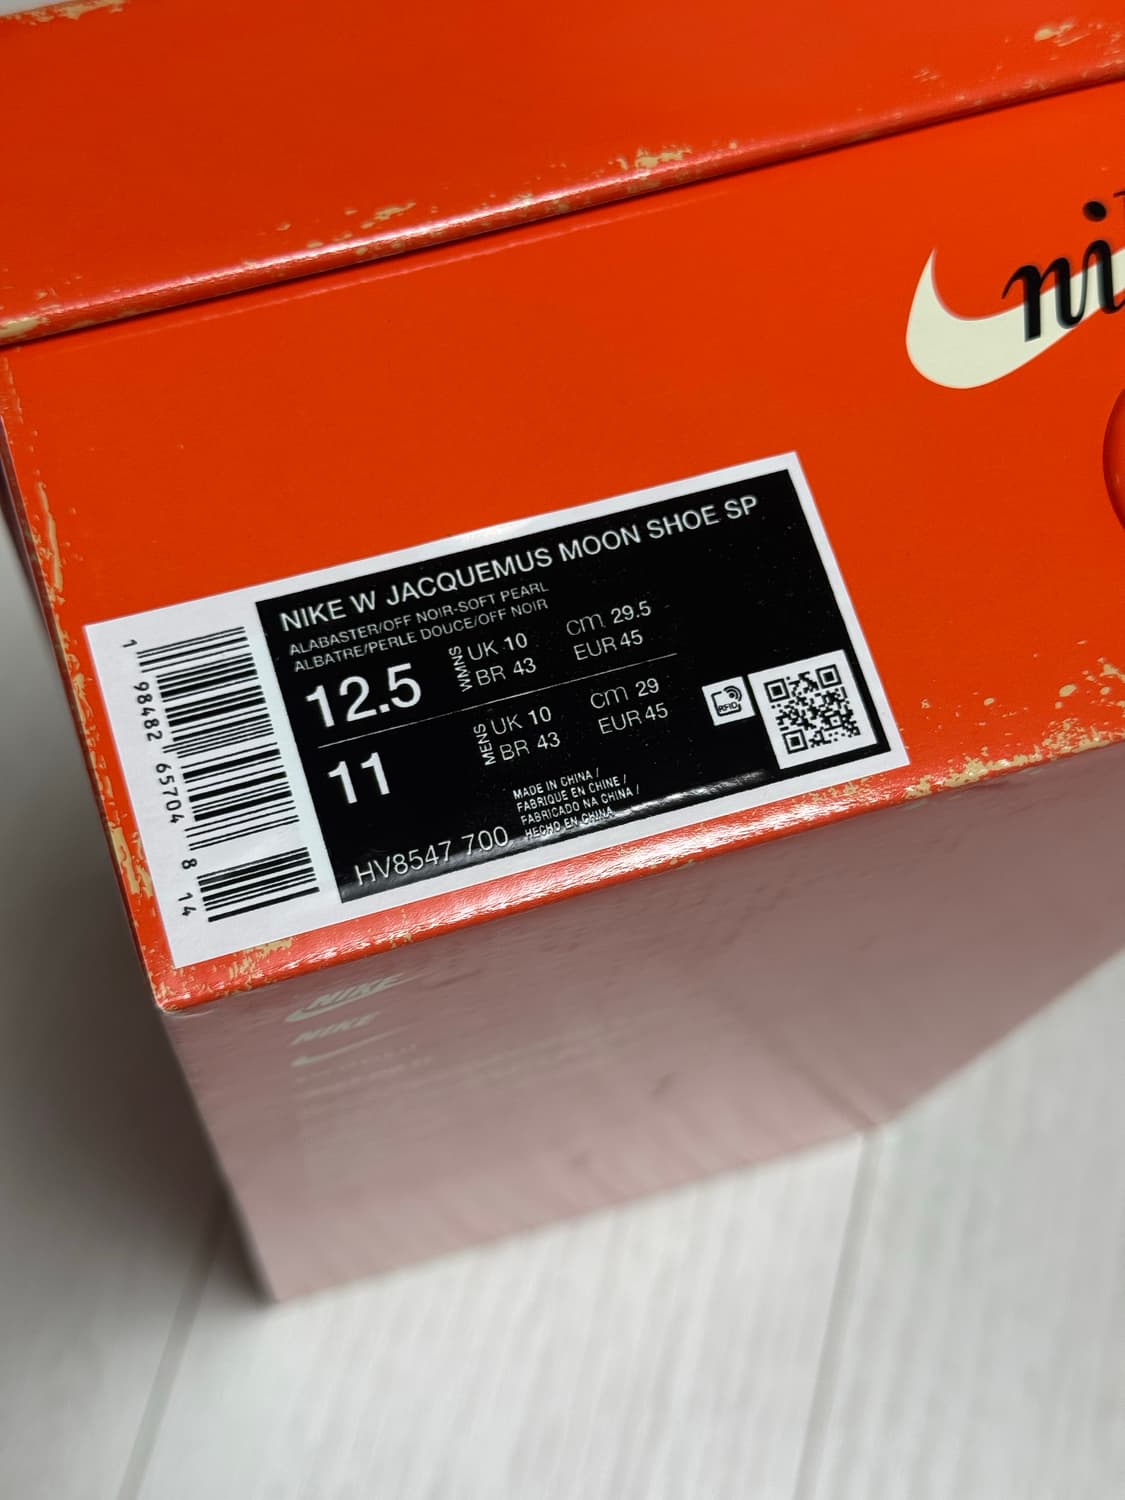 ni
NIKE W JACQUEMUS MOON SHOE SP
ALABASTER/OFF NOIR-SOFT PEARL
ALBATRE/PERLE DOUCE/OFF NOIR
12.5 WMNS UK 10 cm 29.5
BR 43 EUR 45
11 MENS UK 10 cm 29
BR 43 EUR 45
RFID
MADE IN CHINA /
FABRIQUE EN CHINE /
FABRICADO NA CHINA /
HECHO EN CHINA
HV8547 700
1 98482 65704 8 14
NIKE
NIKE